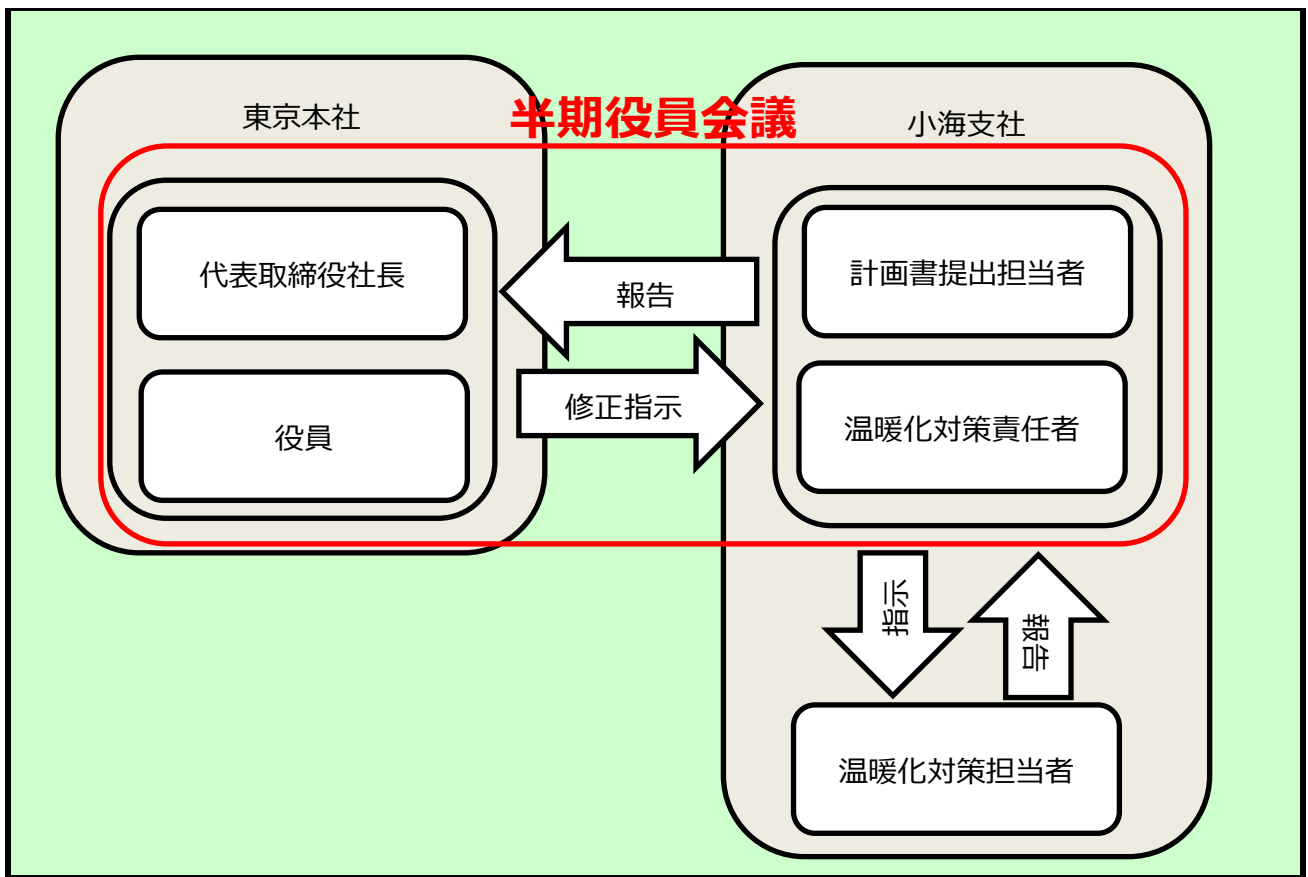 半期役員会議
東京本社
小海支社
代表取締役社長
計画書提出担当者
報告
修正指示
役員
温暖化対策責任者
指示
報告
温暖化対策担当者